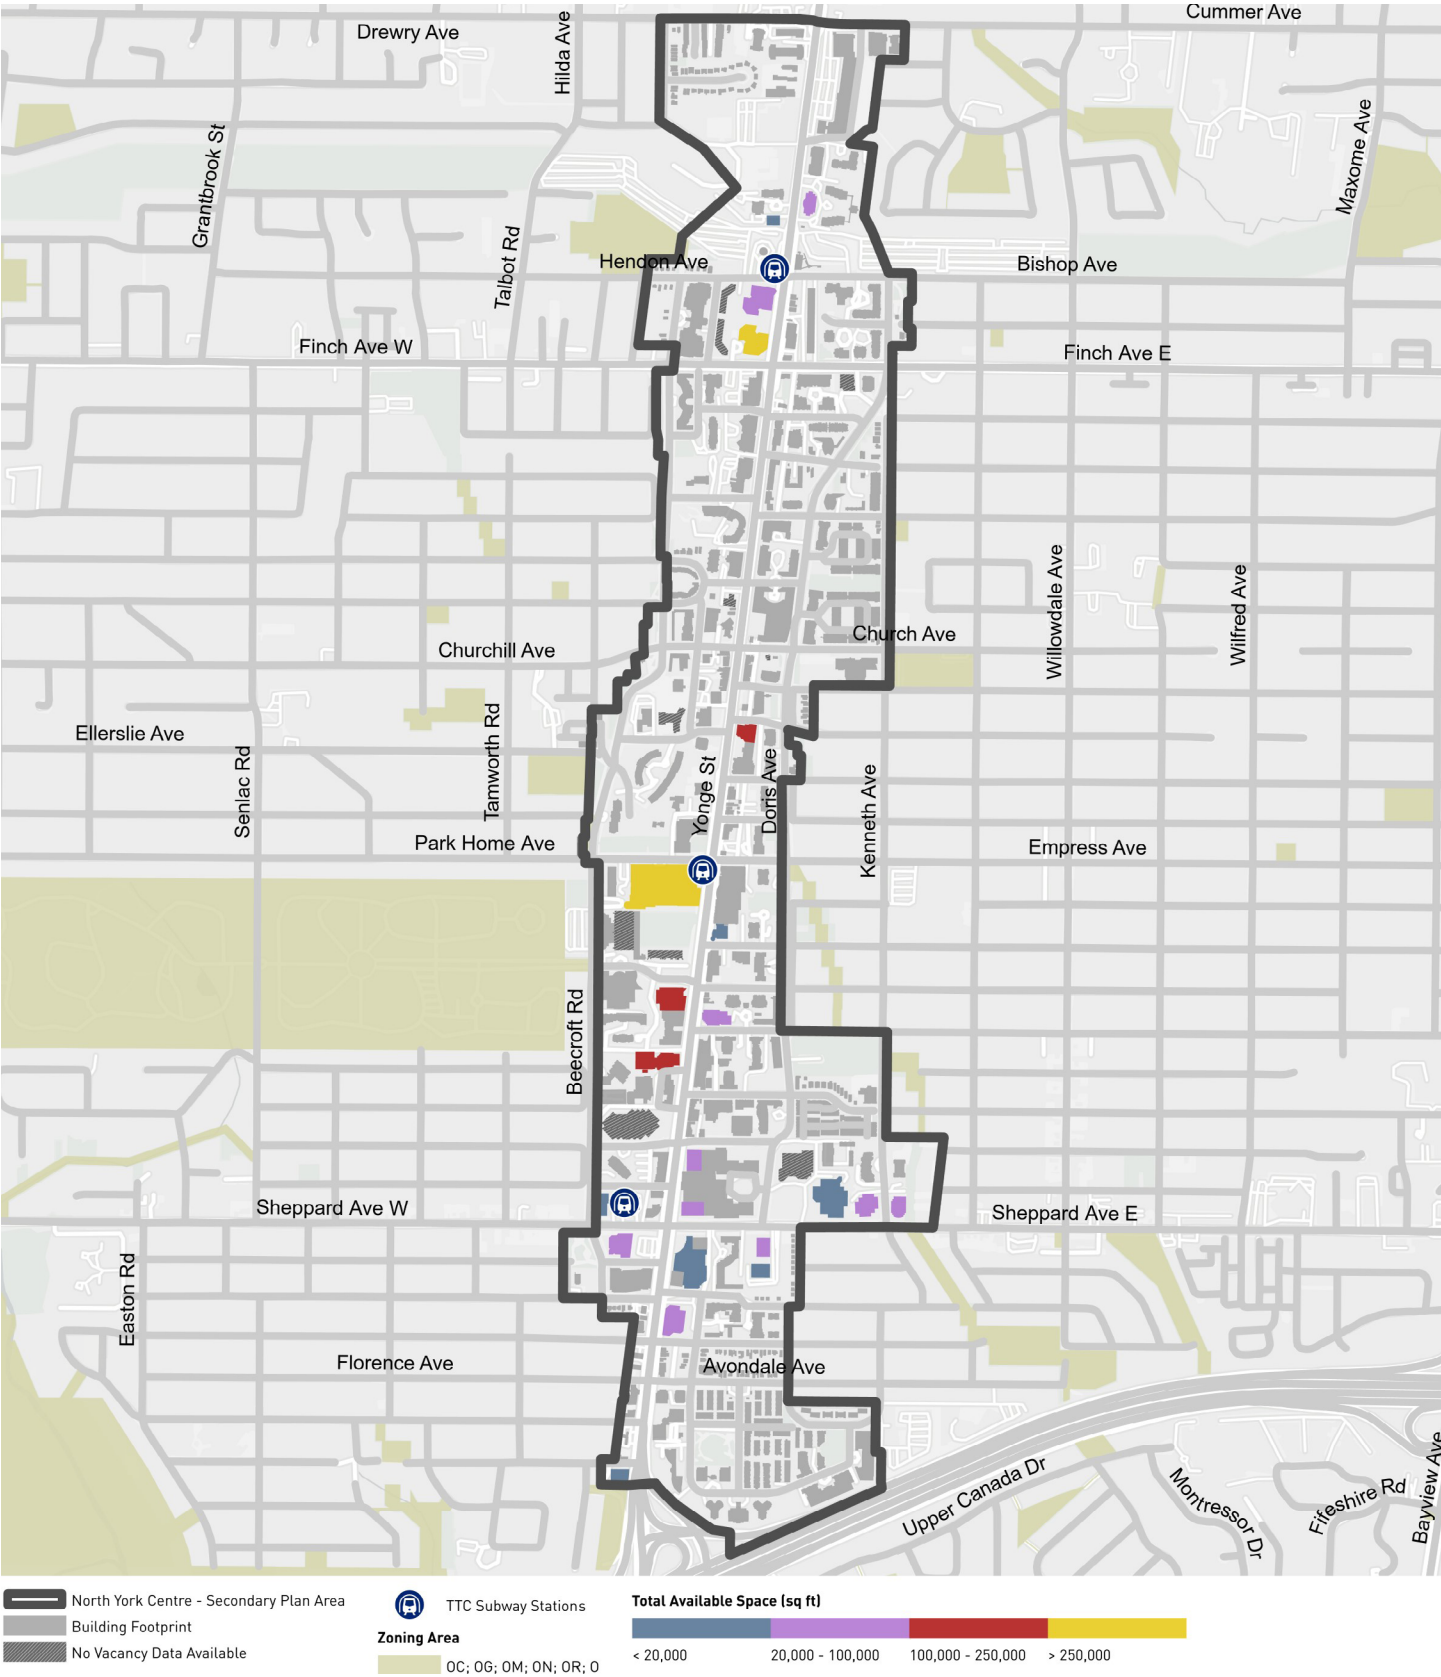 Drewry Ave
Hilda Ave
Cummer Ave
Grantbrook St
Maxome Ave
Talbot Rd
Hendon Ave
Bishop Ave
Finch Ave W
Finch Ave E
Willowdale Ave
Wilfred Ave
Church Ave
Churchill Ave
Ellerslie Ave
Tamworth Rd
Senlac Rd
Yonge St
Doris Ave
Kenneth Ave
Park Home Ave
Empress Ave
Beecroft Rd
Sheppard Ave W
Sheppard Ave E
Easton Rd
Florence Ave
Avondale Ave
Upper Canada Dr
Montressor Dr
Fifeshire Rd
Bayview Ave
North York Centre - Secondary Plan Area
Building Footprint
No Vacancy Data Available
TTC Subway Stations
Zoning Area
OC; OG; OM; ON; OR; O
Total Available Space (sq ft)
< 20,000
20,000 - 100,000
100,000 - 250,000
> 250,000